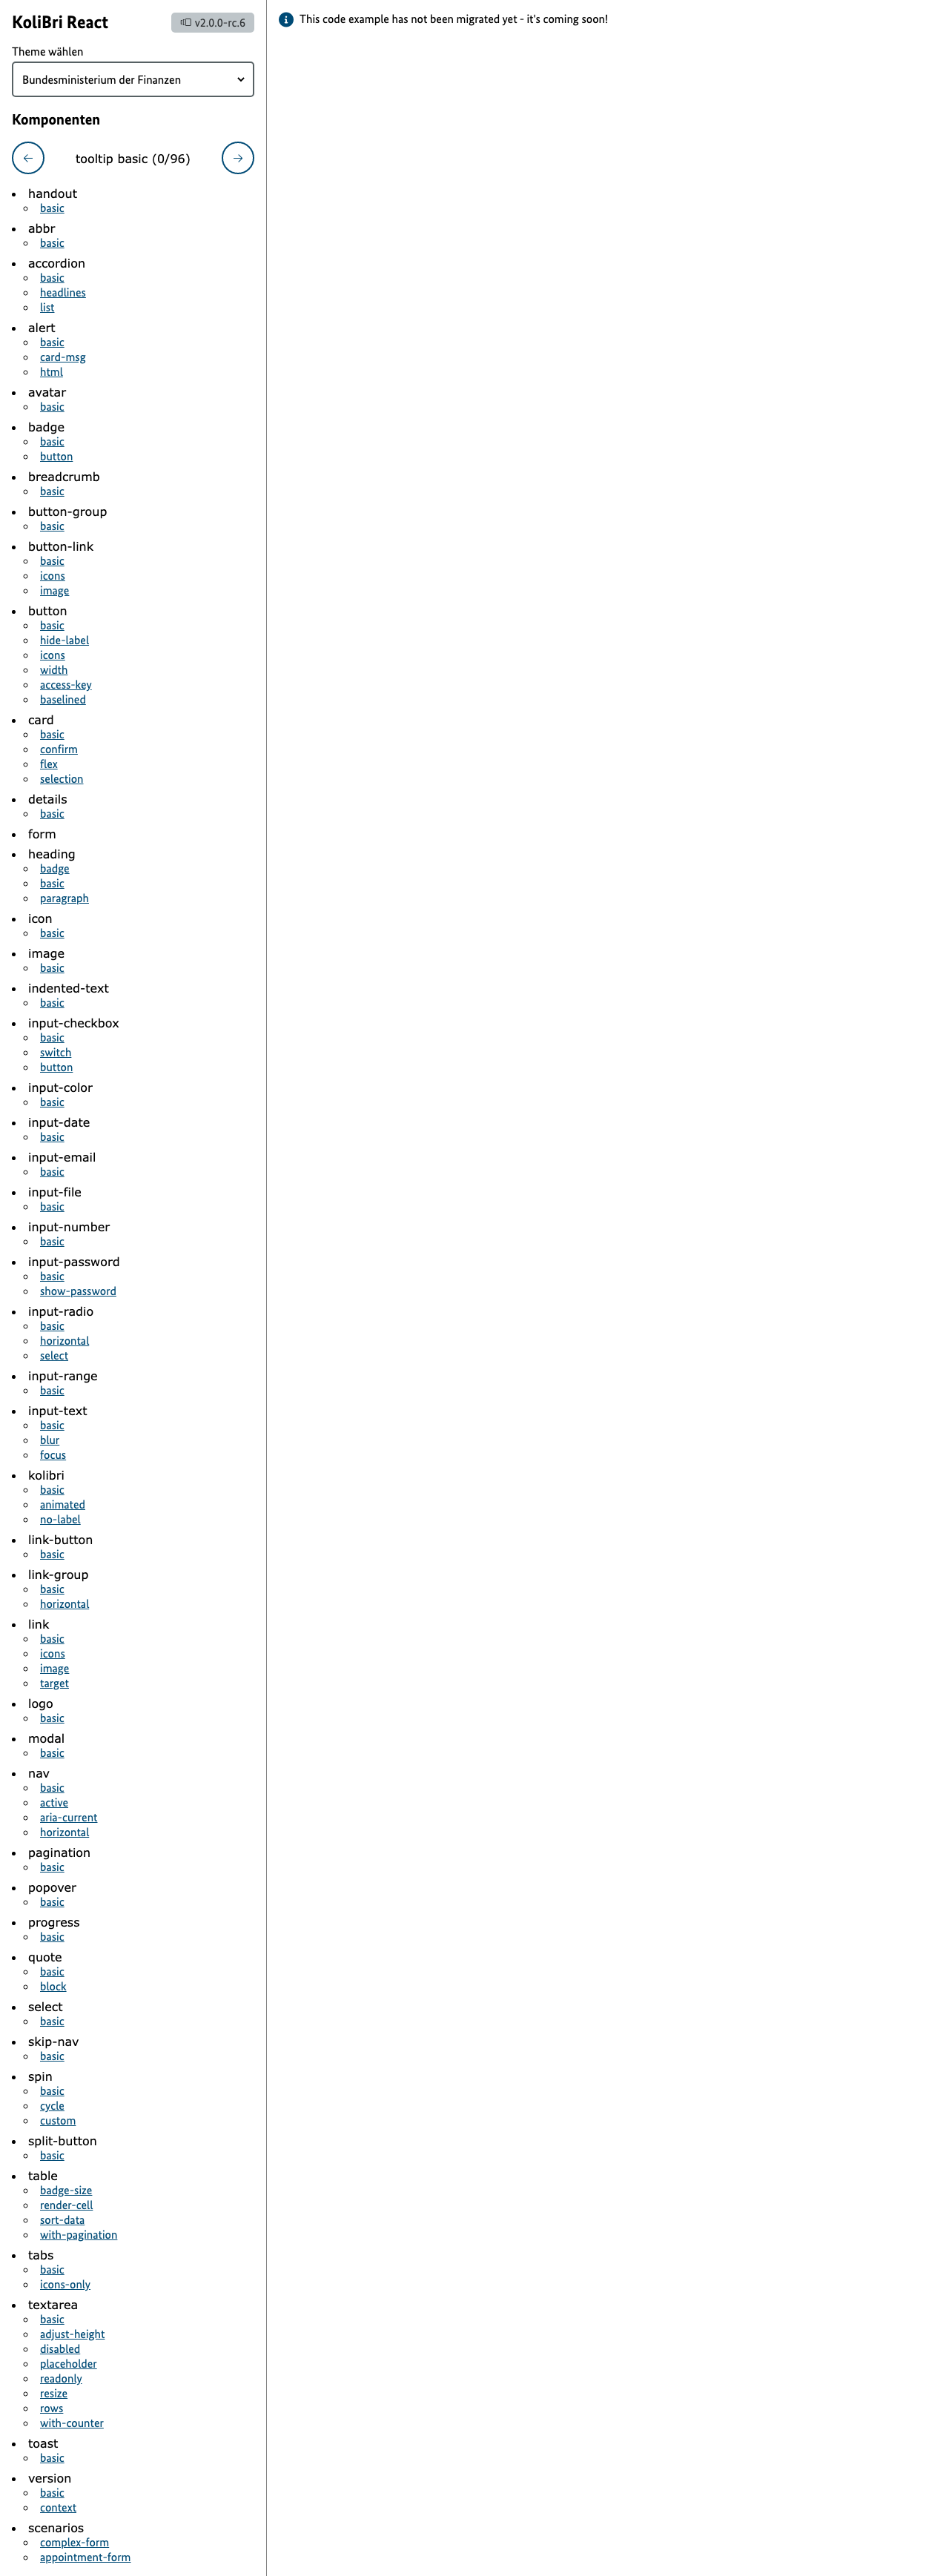 KoliBri React
v2.0.0-rc.6
Theme wählen
Bundesministerium der Finanzen
Komponenten
← tooltip basic (0/96) →
handout
basic
abbr
basic
accordion
basic
headlines
list
alert
basic
card-msg
html
avatar
basic
badge
basic
button
breadcrumb
basic
button-group
basic
button-link
basic
icons
image
button
basic
hide-label
icons
width
access-key
baselined
card
basic
confirm
flex
selection
details
basic
form
heading
badge
basic
paragraph
icon
basic
image
basic
indented-text
basic
input-checkbox
basic
switch
button
input-color
basic
input-date
basic
input-email
basic
input-file
basic
input-number
basic
input-password
basic
show-password
input-radio
basic
horizontal
select
input-range
basic
input-text
basic
blur
focus
kolibri
basic
animated
no-label
link-button
basic
link-group
basic
horizontal
link
basic
icons
image
target
logo
basic
modal
basic
nav
basic
active
aria-current
horizontal
pagination
basic
popover
basic
progress
basic
quote
basic
block
select
basic
skip-nav
basic
spin
basic
cycle
custom
split-button
basic
table
badge-size
render-cell
sort-data
with-pagination
tabs
basic
icons-only
textarea
basic
adjust-height
disabled
placeholder
readonly
resize
rows
with-counter
toast
basic
version
basic
context
scenarios
complex-form
appointment-form
This code example has not been migrated yet - it's coming soon!